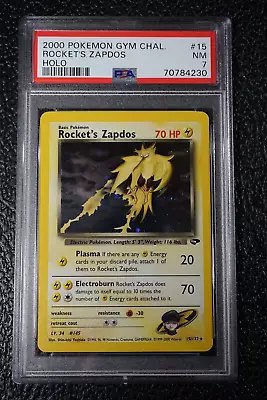 2000 POKEMON GYM CHAL. #15
ROCKET'S ZAPDOS NM
HOLO 7
PSA 70784230
Basic Pokémon
Rocket's Zapdos 70 HP
Electric Pokémon. Length: 5' 3", Weight: 116 lbs.
Plasma If there are any Energy
cards in your discard pile, attach 1 of
them to Rocket's Zapdos. 20
Electroburn Rocket's Zapdos does
damage to itself equal to 10 times the
number of Energy cards attached to it. 70
weakness resistance -30
retreat cost
LV. 34 #145
15/132